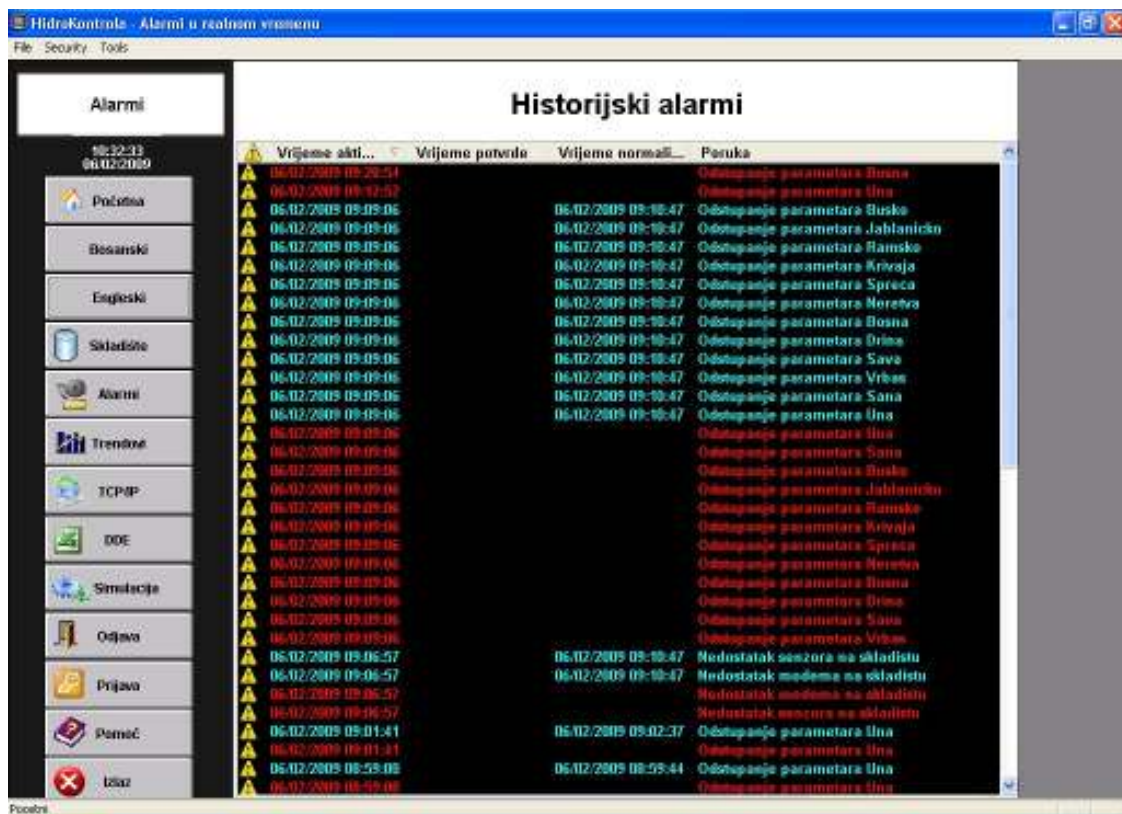 HidroKontrola - Alarmi u realnom vremenu
File Security Tools
Alarmi
10:32:33
06/02/2009
Početna
Bosanski
Engleski
Skladište
Alarmi
Trendovi
TCP/IP
DDE
Simulacija
Odjava
Prijava
Pomoć
Izlaz
Historijski alarmi
Vrijeme akti... Vrijeme potvrde Vrijeme normali... Poruka
06/02/2009 09:20:51 Odstupanje parametara Bosna
06/02/2009 09:12:52 Odstupanje parametara Una
06/02/2009 09:09:06 06/02/2009 09:10:47 Odstupanje parametara Busko
06/02/2009 09:09:06 06/02/2009 09:10:47 Odstupanje parametara Jablanicko
06/02/2009 09:09:06 06/02/2009 09:10:47 Odstupanje parametara Ramsko
06/02/2009 09:09:06 06/02/2009 09:10:47 Odstupanje parametara Krivaja
06/02/2009 09:09:06 06/02/2009 09:10:47 Odstupanje parametara Spreca
06/02/2009 09:09:06 06/02/2009 09:10:47 Odstupanje parametara Neretva
06/02/2009 09:09:06 06/02/2009 09:10:47 Odstupanje parametara Bosna
06/02/2009 09:09:06 06/02/2009 09:10:47 Odstupanje parametara Drina
06/02/2009 09:09:06 06/02/2009 09:10:47 Odstupanje parametara Sava
06/02/2009 09:09:06 06/02/2009 09:10:47 Odstupanje parametara Vrbas
06/02/2009 09:09:06 06/02/2009 09:10:47 Odstupanje parametara Sana
06/02/2009 09:09:06 06/02/2009 09:10:47 Odstupanje parametara Una
06/02/2009 09:09:06 Odstupanje parametara Una
06/02/2009 09:09:06 Odstupanje parametara Sana
06/02/2009 09:09:06 Odstupanje parametara Busko
06/02/2009 09:09:06 Odstupanje parametara Jablanicko
06/02/2009 09:09:06 Odstupanje parametara Ramsko
06/02/2009 09:09:06 Odstupanje parametara Krivaja
06/02/2009 09:09:06 Odstupanje parametara Spreca
06/02/2009 09:09:06 Odstupanje parametara Neretva
06/02/2009 09:09:06 Odstupanje parametara Bosna
06/02/2009 09:09:06 Odstupanje parametara Drina
06/02/2009 09:09:06 Odstupanje parametara Sava
06/02/2009 09:09:06 Odstupanje parametara Vrbas
06/02/2009 09:06:57 06/02/2009 09:10:47 Nedostatak senzora na skladistu
06/02/2009 09:06:57 06/02/2009 09:10:47 Nedostatak modema na skladistu
06/02/2009 09:06:57 Nedostatak modema na skladistu
06/02/2009 09:06:57 Nedostatak senzora na skladistu
06/02/2009 09:01:41 06/02/2009 09:02:37 Odstupanje parametara Una
06/02/2009 09:01:41 Odstupanje parametara Una
06/02/2009 08:59:08 06/02/2009 08:59:44 Odstupanje parametara Una
06/02/2009 08:59:08 Odstupanje parametara Una
Pocetni